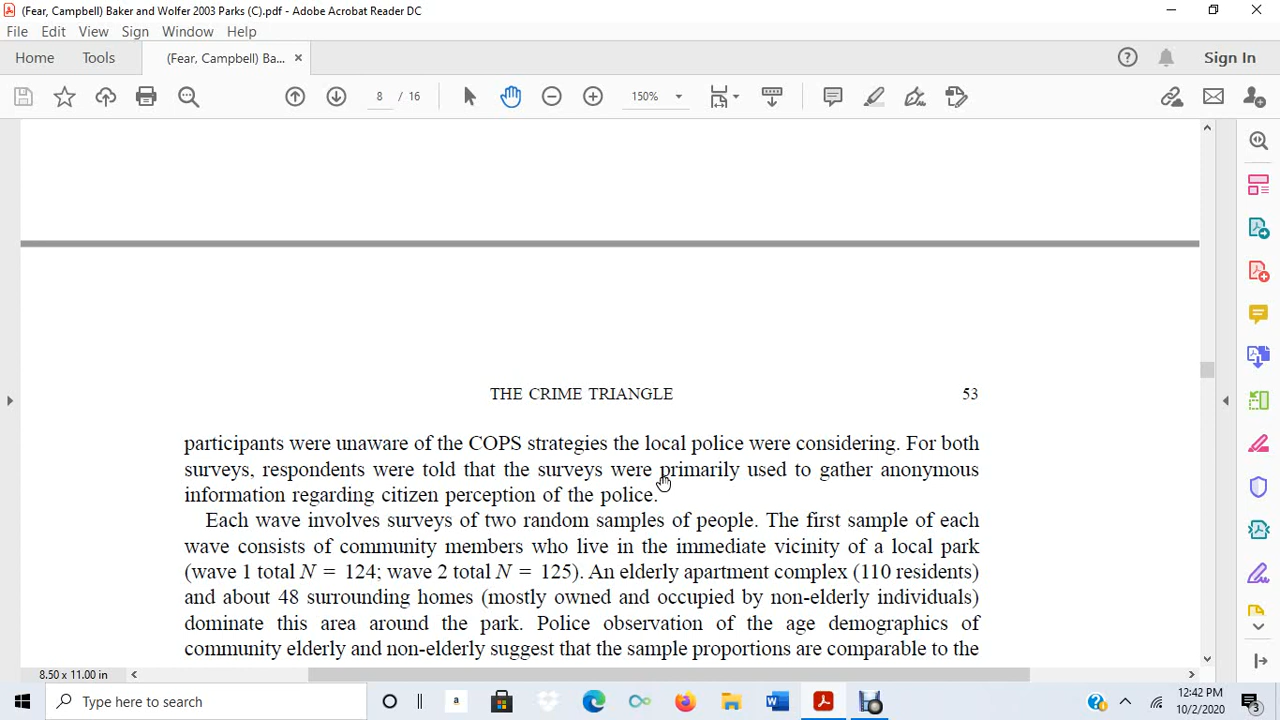 (Fear, Campbell) Baker and Wolfer 2003 Parks (C).pdf - Adobe Acrobat Reader DC
File Edit View Sign Window Help
Home Tools (Fear, Campbell) Ba... × Sign In
8 / 16 150%
THE CRIME TRIANGLE 53
participants were unaware of the COPS strategies the local police were considering. For both
surveys, respondents were told that the surveys were primarily used to gather anonymous
information regarding citizen perception of the police.
Each wave involves surveys of two random samples of people. The first sample of each
wave consists of community members who live in the immediate vicinity of a local park
(wave 1 total N = 124; wave 2 total N = 125). An elderly apartment complex (110 residents)
and about 48 surrounding homes (mostly owned and occupied by non-elderly individuals)
dominate this area around the park. Police observation of the age demographics of
community elderly and non-elderly suggest that the sample proportions are comparable to the
8.50 x 11.00 in
Type here to search
a
12:42 PM
10/2/2020
3